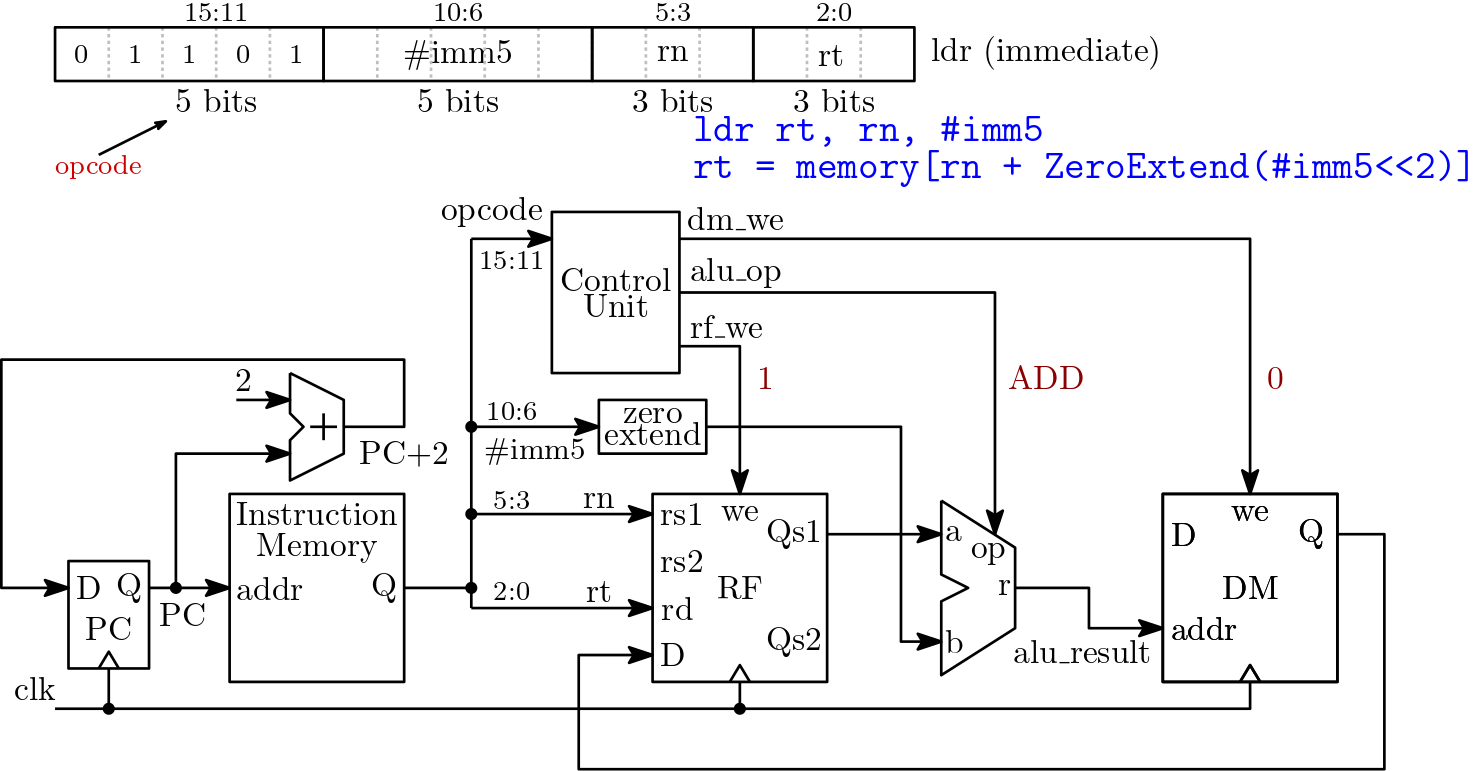 15:11 10:6 5:3 2:0
0 1 1 0 1 #imm5 rn rt ldr (immediate)
5 bits 5 bits 3 bits 3 bits
opcode
ldr rt, rn, #imm5
rt = memory[rn + ZeroExtend(#imm5<<2)]
opcode
15:11
Control
Unit
dm_we
alu_op
rf_we
1
ADD
0
2
+
PC+2
10:6
#imm5
zero
extend
5:3 rn
2:0 rt
Instruction
Memory
addr Q
D Q
PC
PC
clk
rs1 we Qs1
rs2
RF
rd
D Qs2
a
op
r
b
alu_result
we
D Q
DM
addr